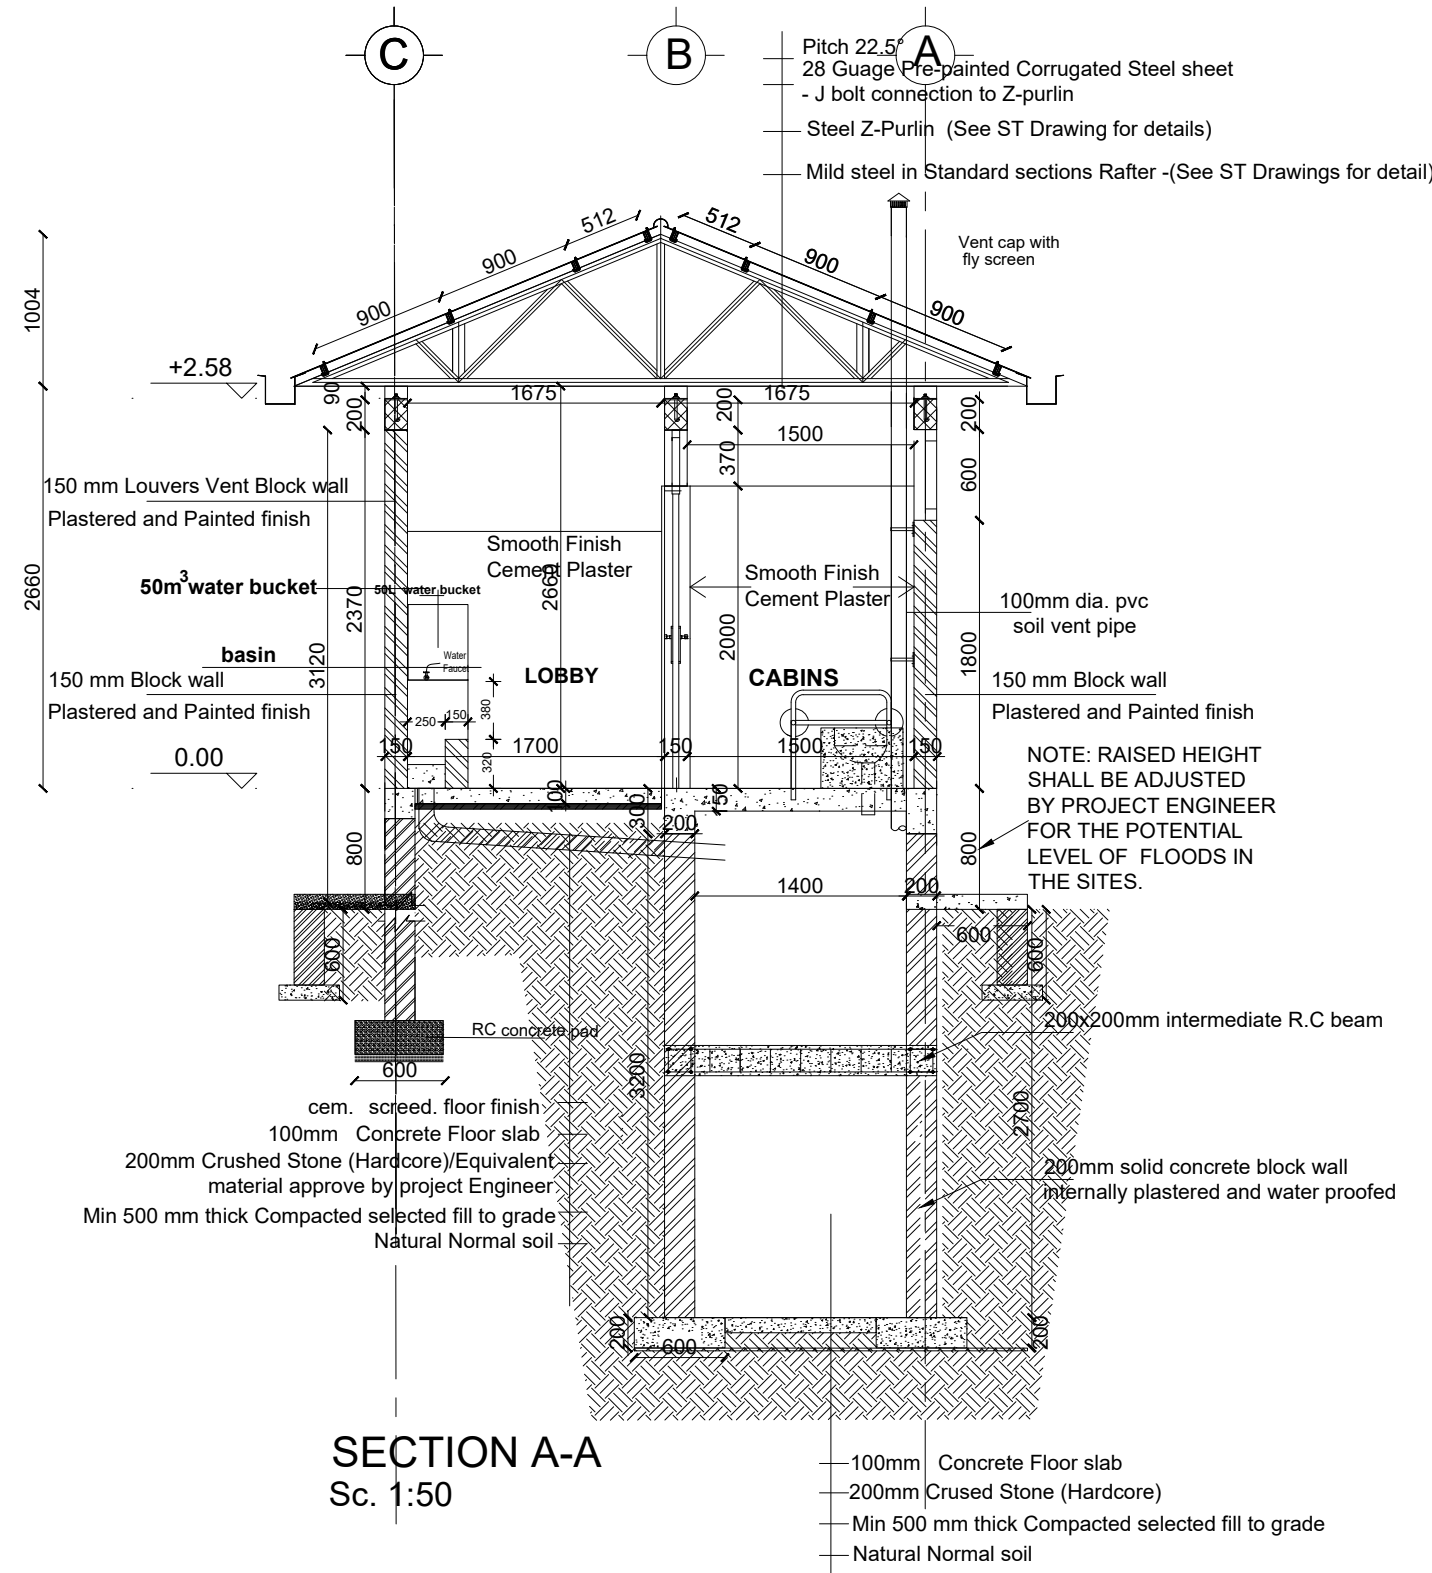 C
B
A
Pitch 22.5°
28 Guage Pre-painted Corrugated Steel sheet
- J bolt connection to Z-purlin
Steel Z-Purlin (See ST Drawing for details)
Mild steel in Standard sections Rafter -(See ST Drawings for detail)
Vent cap with
fly screen
512
512
900
900
900
900
1004
+2.58
90
1675
1675
200
200
200
1500
370
600
150 mm Louvers Vent Block wall
Plastered and Painted finish
Smooth Finish
Cement Plaster
Smooth Finish
Cement Plaster
50m³ water bucket
50L water bucket
2660
2370
2660
2000
100mm dia. pvc
soil vent pipe
basin
Water
Faucet
3120
LOBBY
CABINS
1800
150 mm Block wall
Plastered and Painted finish
150 mm Block wall
Plastered and Painted finish
250
150
380
320
0.00
150
1700
150
1500
150
NOTE: RAISED HEIGHT
SHALL BE ADJUSTED
BY PROJECT ENGINEER
FOR THE POTENTIAL
LEVEL OF FLOODS IN
THE SITES.
100
300
150
200
800
800
1400
200
600
600
600
RC concrete pad
200x200mm intermediate R.C beam
600
3200
2700
cem. screed. floor finish
100mm Concrete Floor slab
200mm Crushed Stone (Hardcore)/Equivalent
material approve by project Engineer
Min 500 mm thick Compacted selected fill to grade
Natural Normal soil
200mm solid concrete block wall
internally plastered and water proofed
200
600
200
SECTION A-A
Sc. 1:50
100mm Concrete Floor slab
200mm Crused Stone (Hardcore)
Min 500 mm thick Compacted selected fill to grade
Natural Normal soil